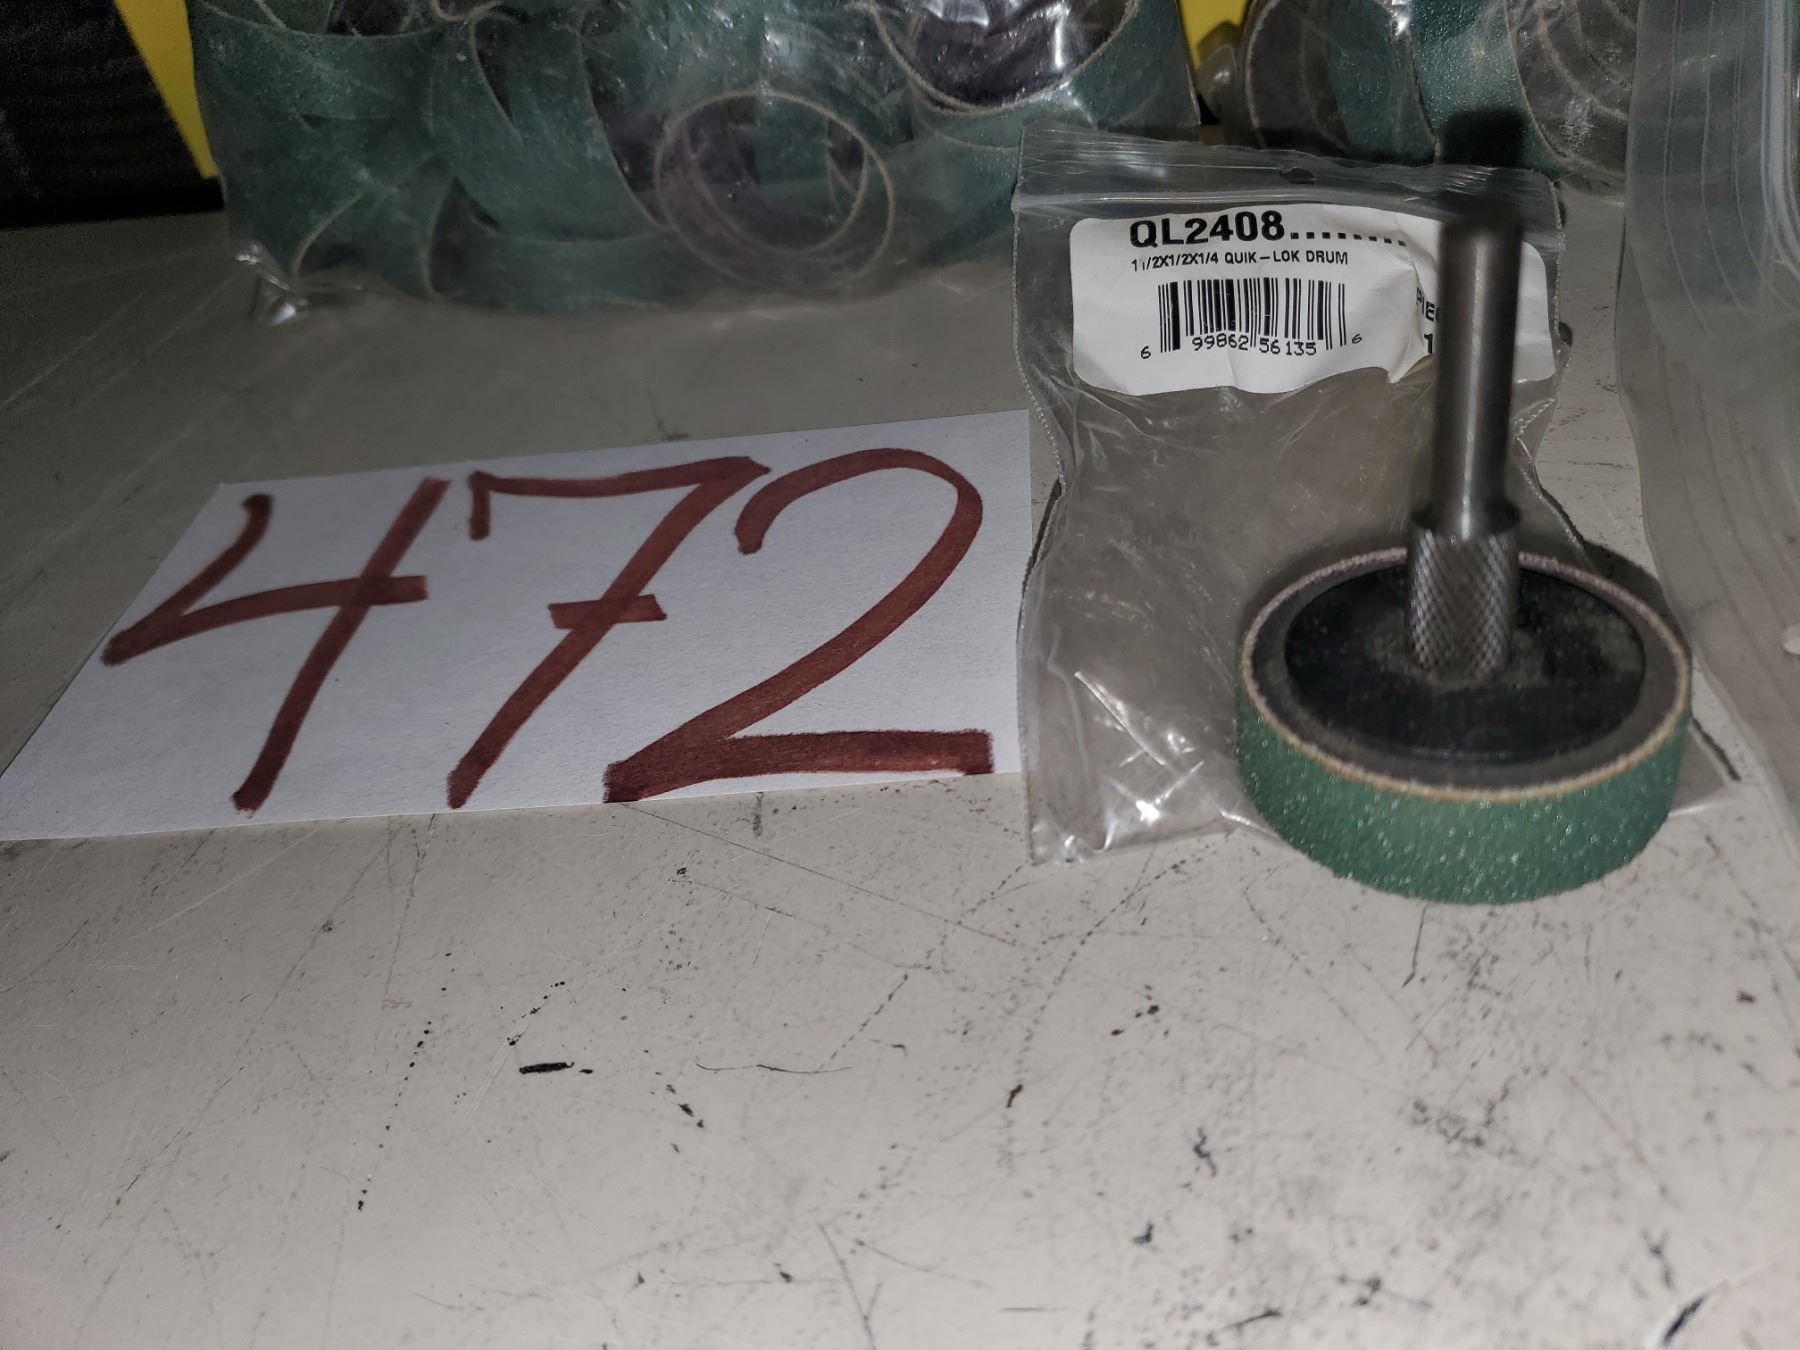 QL2408........
1 1/2X1/2X1/4 QUIK-LOK DRUM
6 99862 56135 6
472